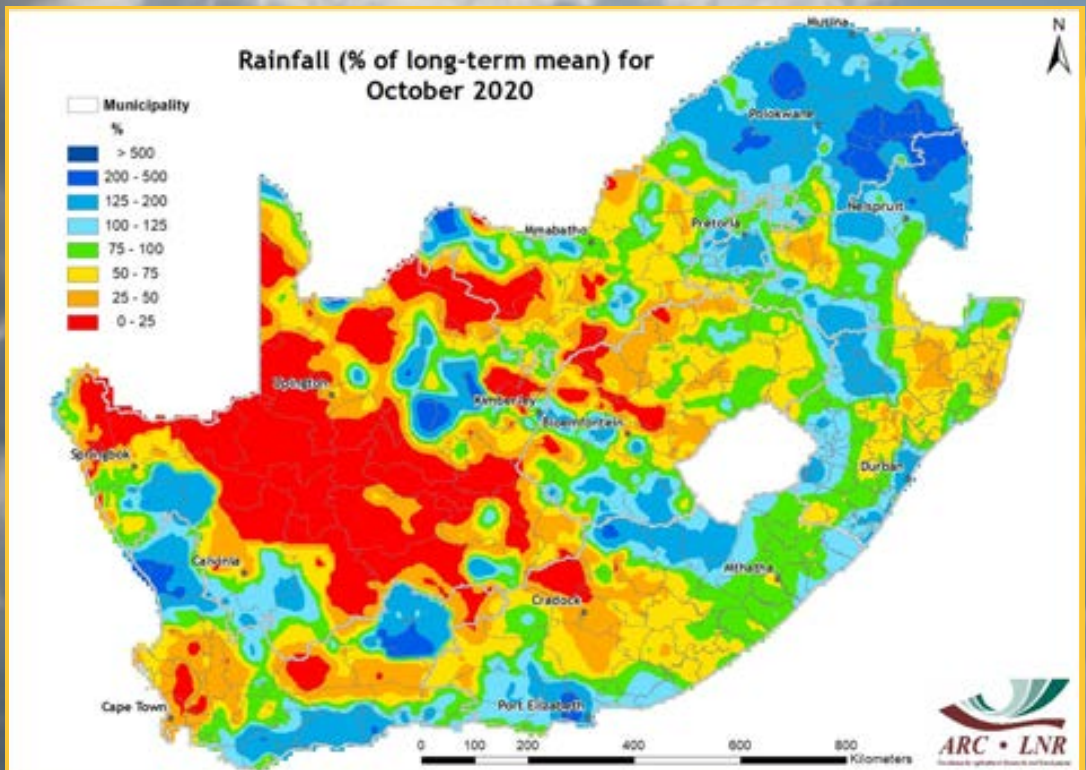 Rainfall (% of long-term mean) for
October 2020
N
Municipality
%
> 500
200 - 500
125 - 200
100 - 125
75 - 100
50 - 75
25 - 50
0 - 25
Musina
Polokwane
Nelspruit
Pretoria
Mmabatho
Upington
Kimberley
Bloemfontein
Springbok
Durban
Calvinia
Mthatha
Cradock
Cape Town
Port Elizabeth
0 100 200 400 600 800
Kilometers
ARC • LNR